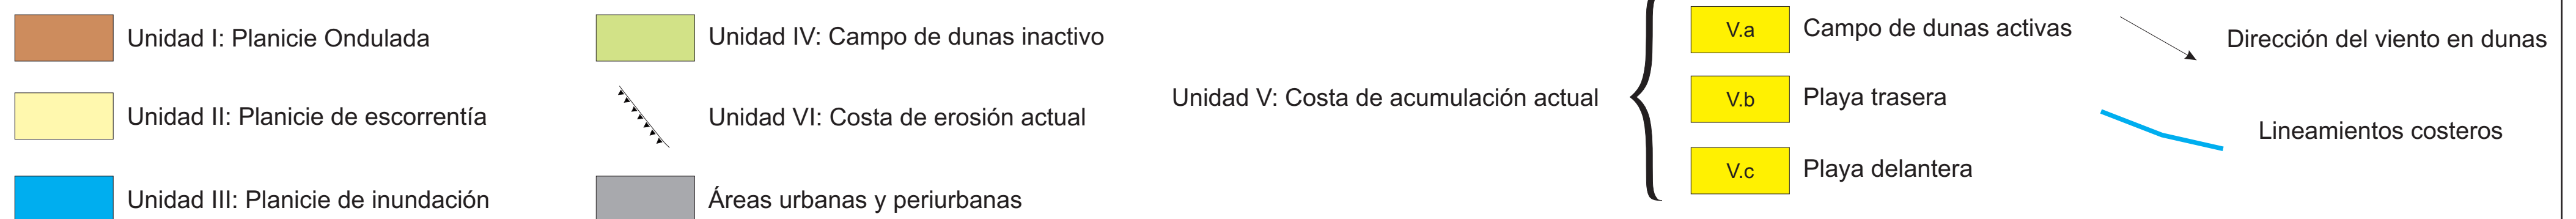 Unidad I: Planicie Ondulada
Unidad II: Planicie de escorrentía
Unidad III: Planicie de inundación
Unidad IV: Campo de dunas inactivo
Unidad VI: Costa de erosión actual
Áreas urbanas y periurbanas
Unidad V: Costa de acumulación actual
V.a Campo de dunas activas
V.b Playa trasera
V.c Playa delantera
Dirección del viento en dunas
Lineamientos costeros